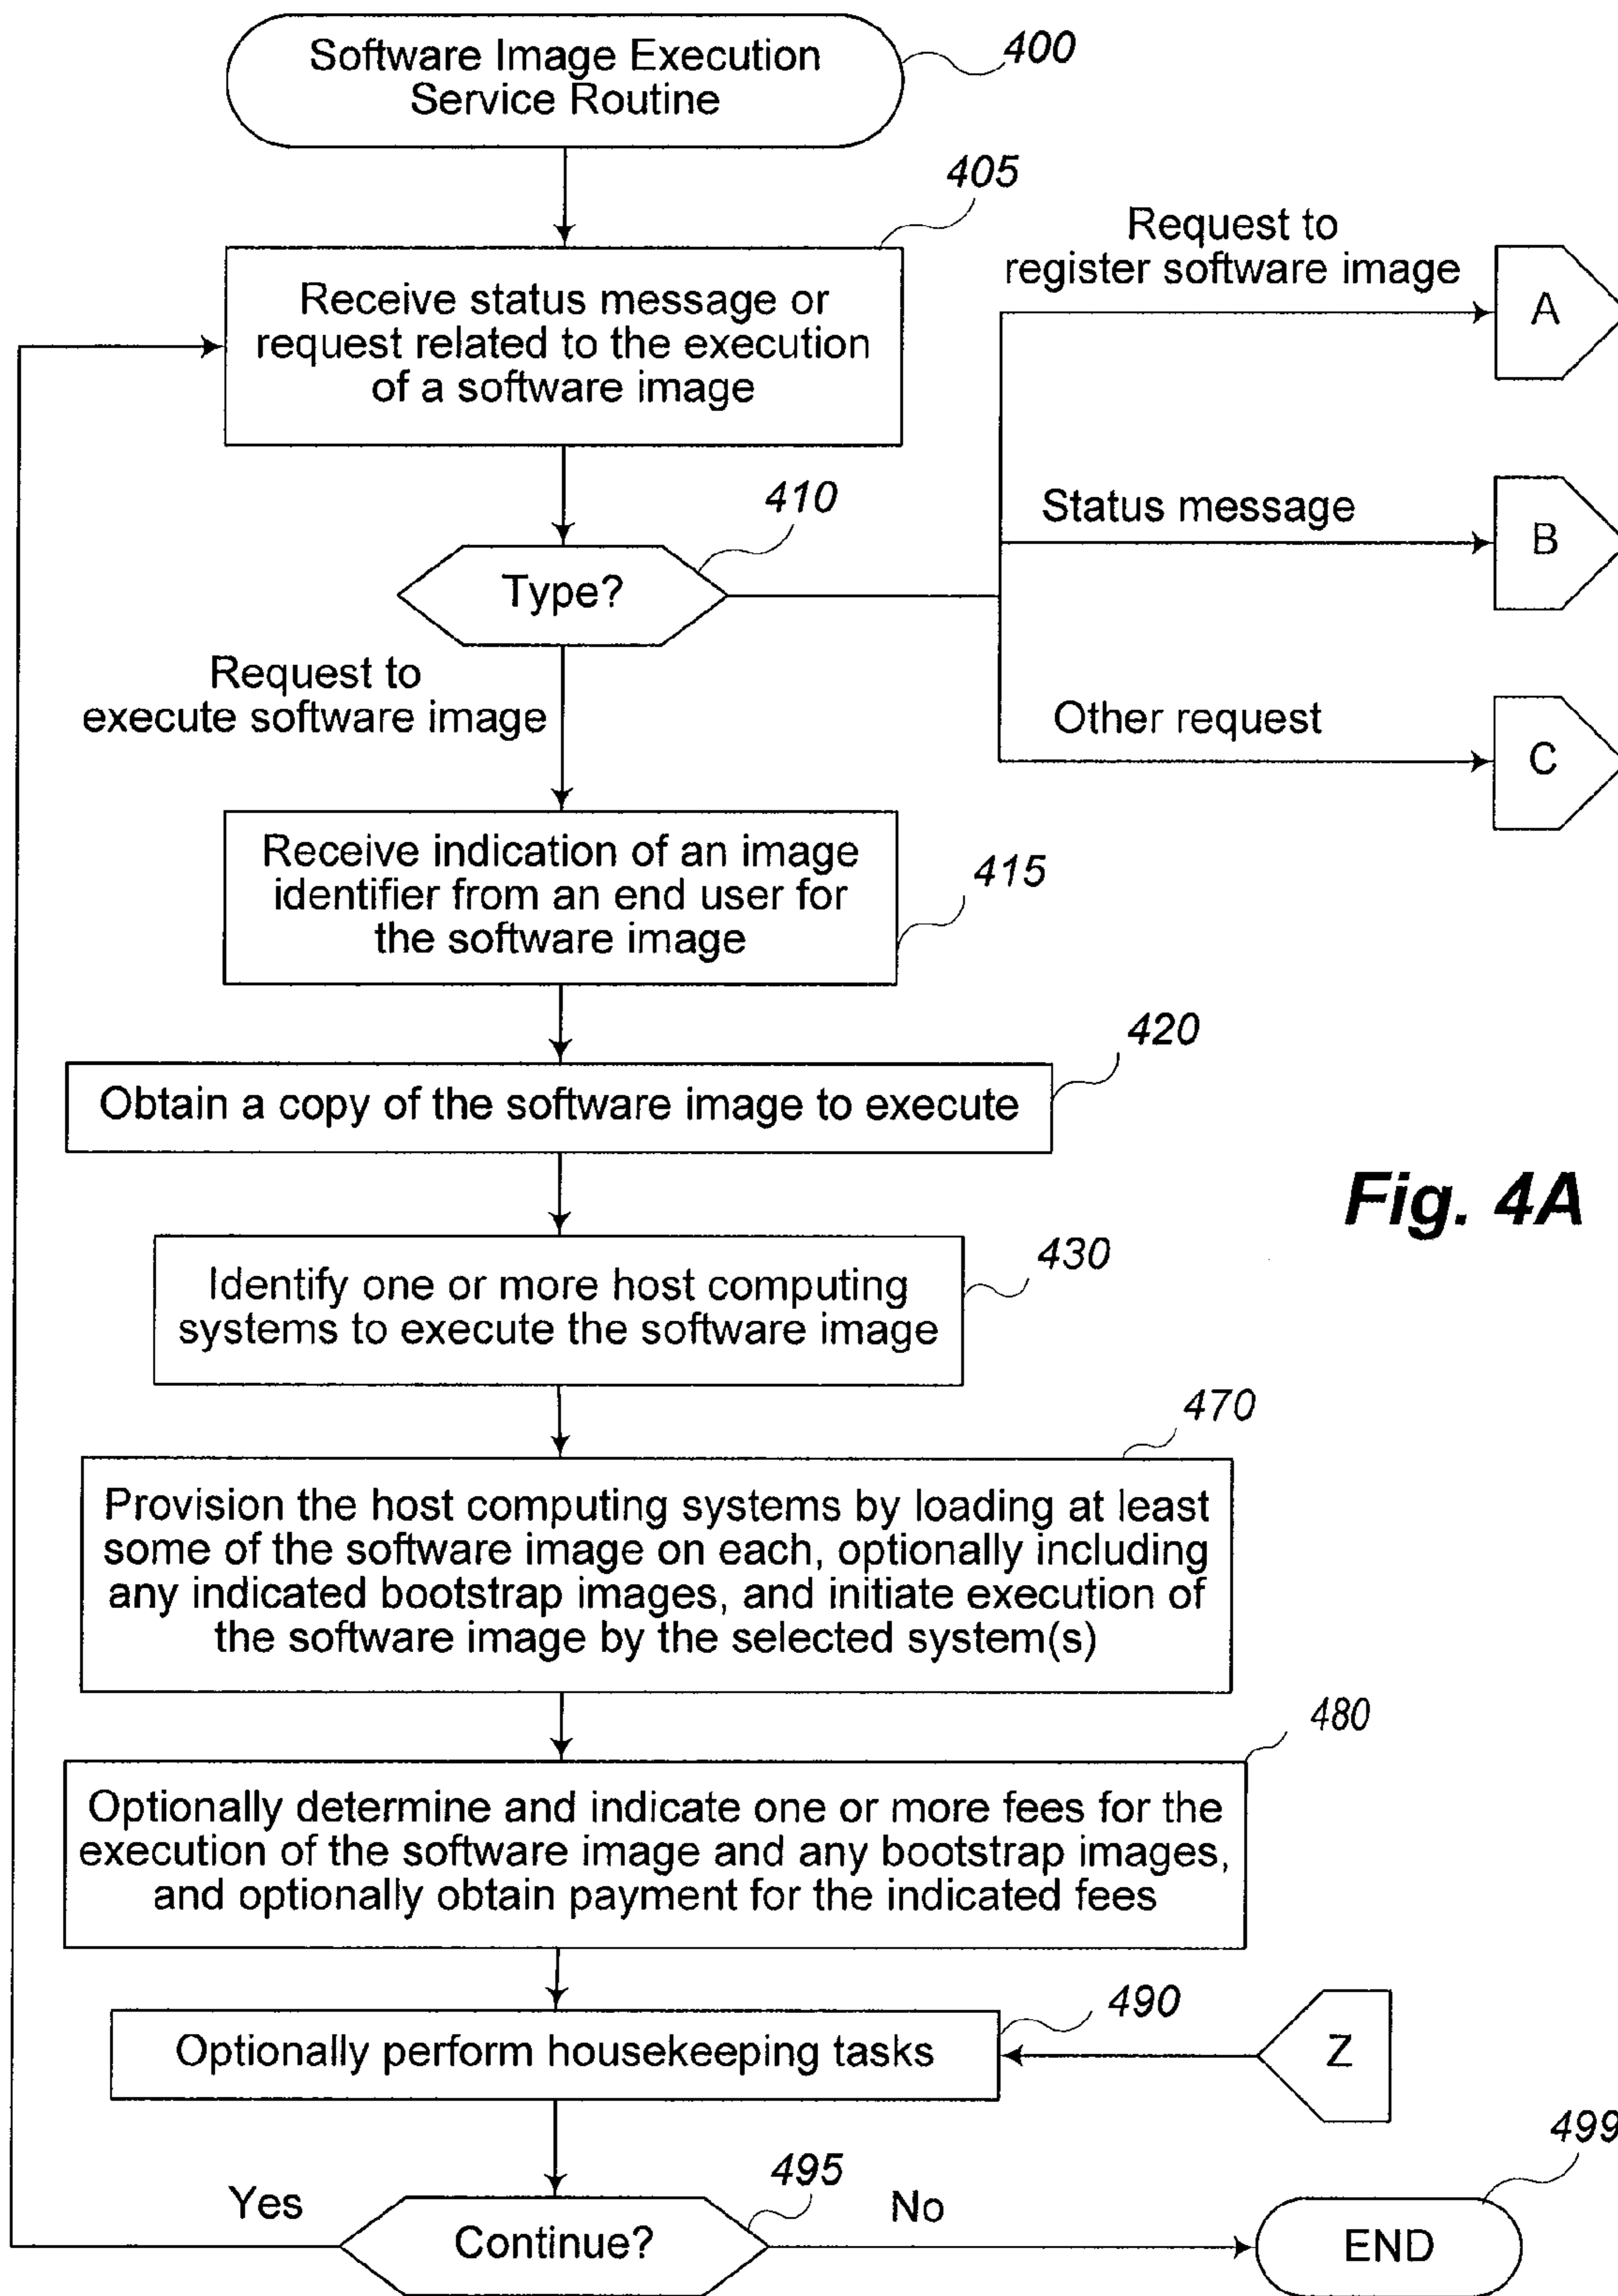 Software Image Execution
Service Routine
400
405
Receive status message or
request related to the execution
of a software image
Request to
register software image
A
410
Type?
Status message
B
Other request
C
Request to
execute software image
Receive indication of an image
identifier from an end user for
the software image
415
420
Obtain a copy of the software image to execute
Fig. 4A
430
Identify one or more host computing
systems to execute the software image
470
Provision the host computing systems by loading at least
some of the software image on each, optionally including
any indicated bootstrap images, and initiate execution of
the software image by the selected system(s)
480
Optionally determine and indicate one or more fees for the
execution of the software image and any bootstrap images,
and optionally obtain payment for the indicated fees
490
Optionally perform housekeeping tasks
Z
495
Yes
Continue?
No
499
END